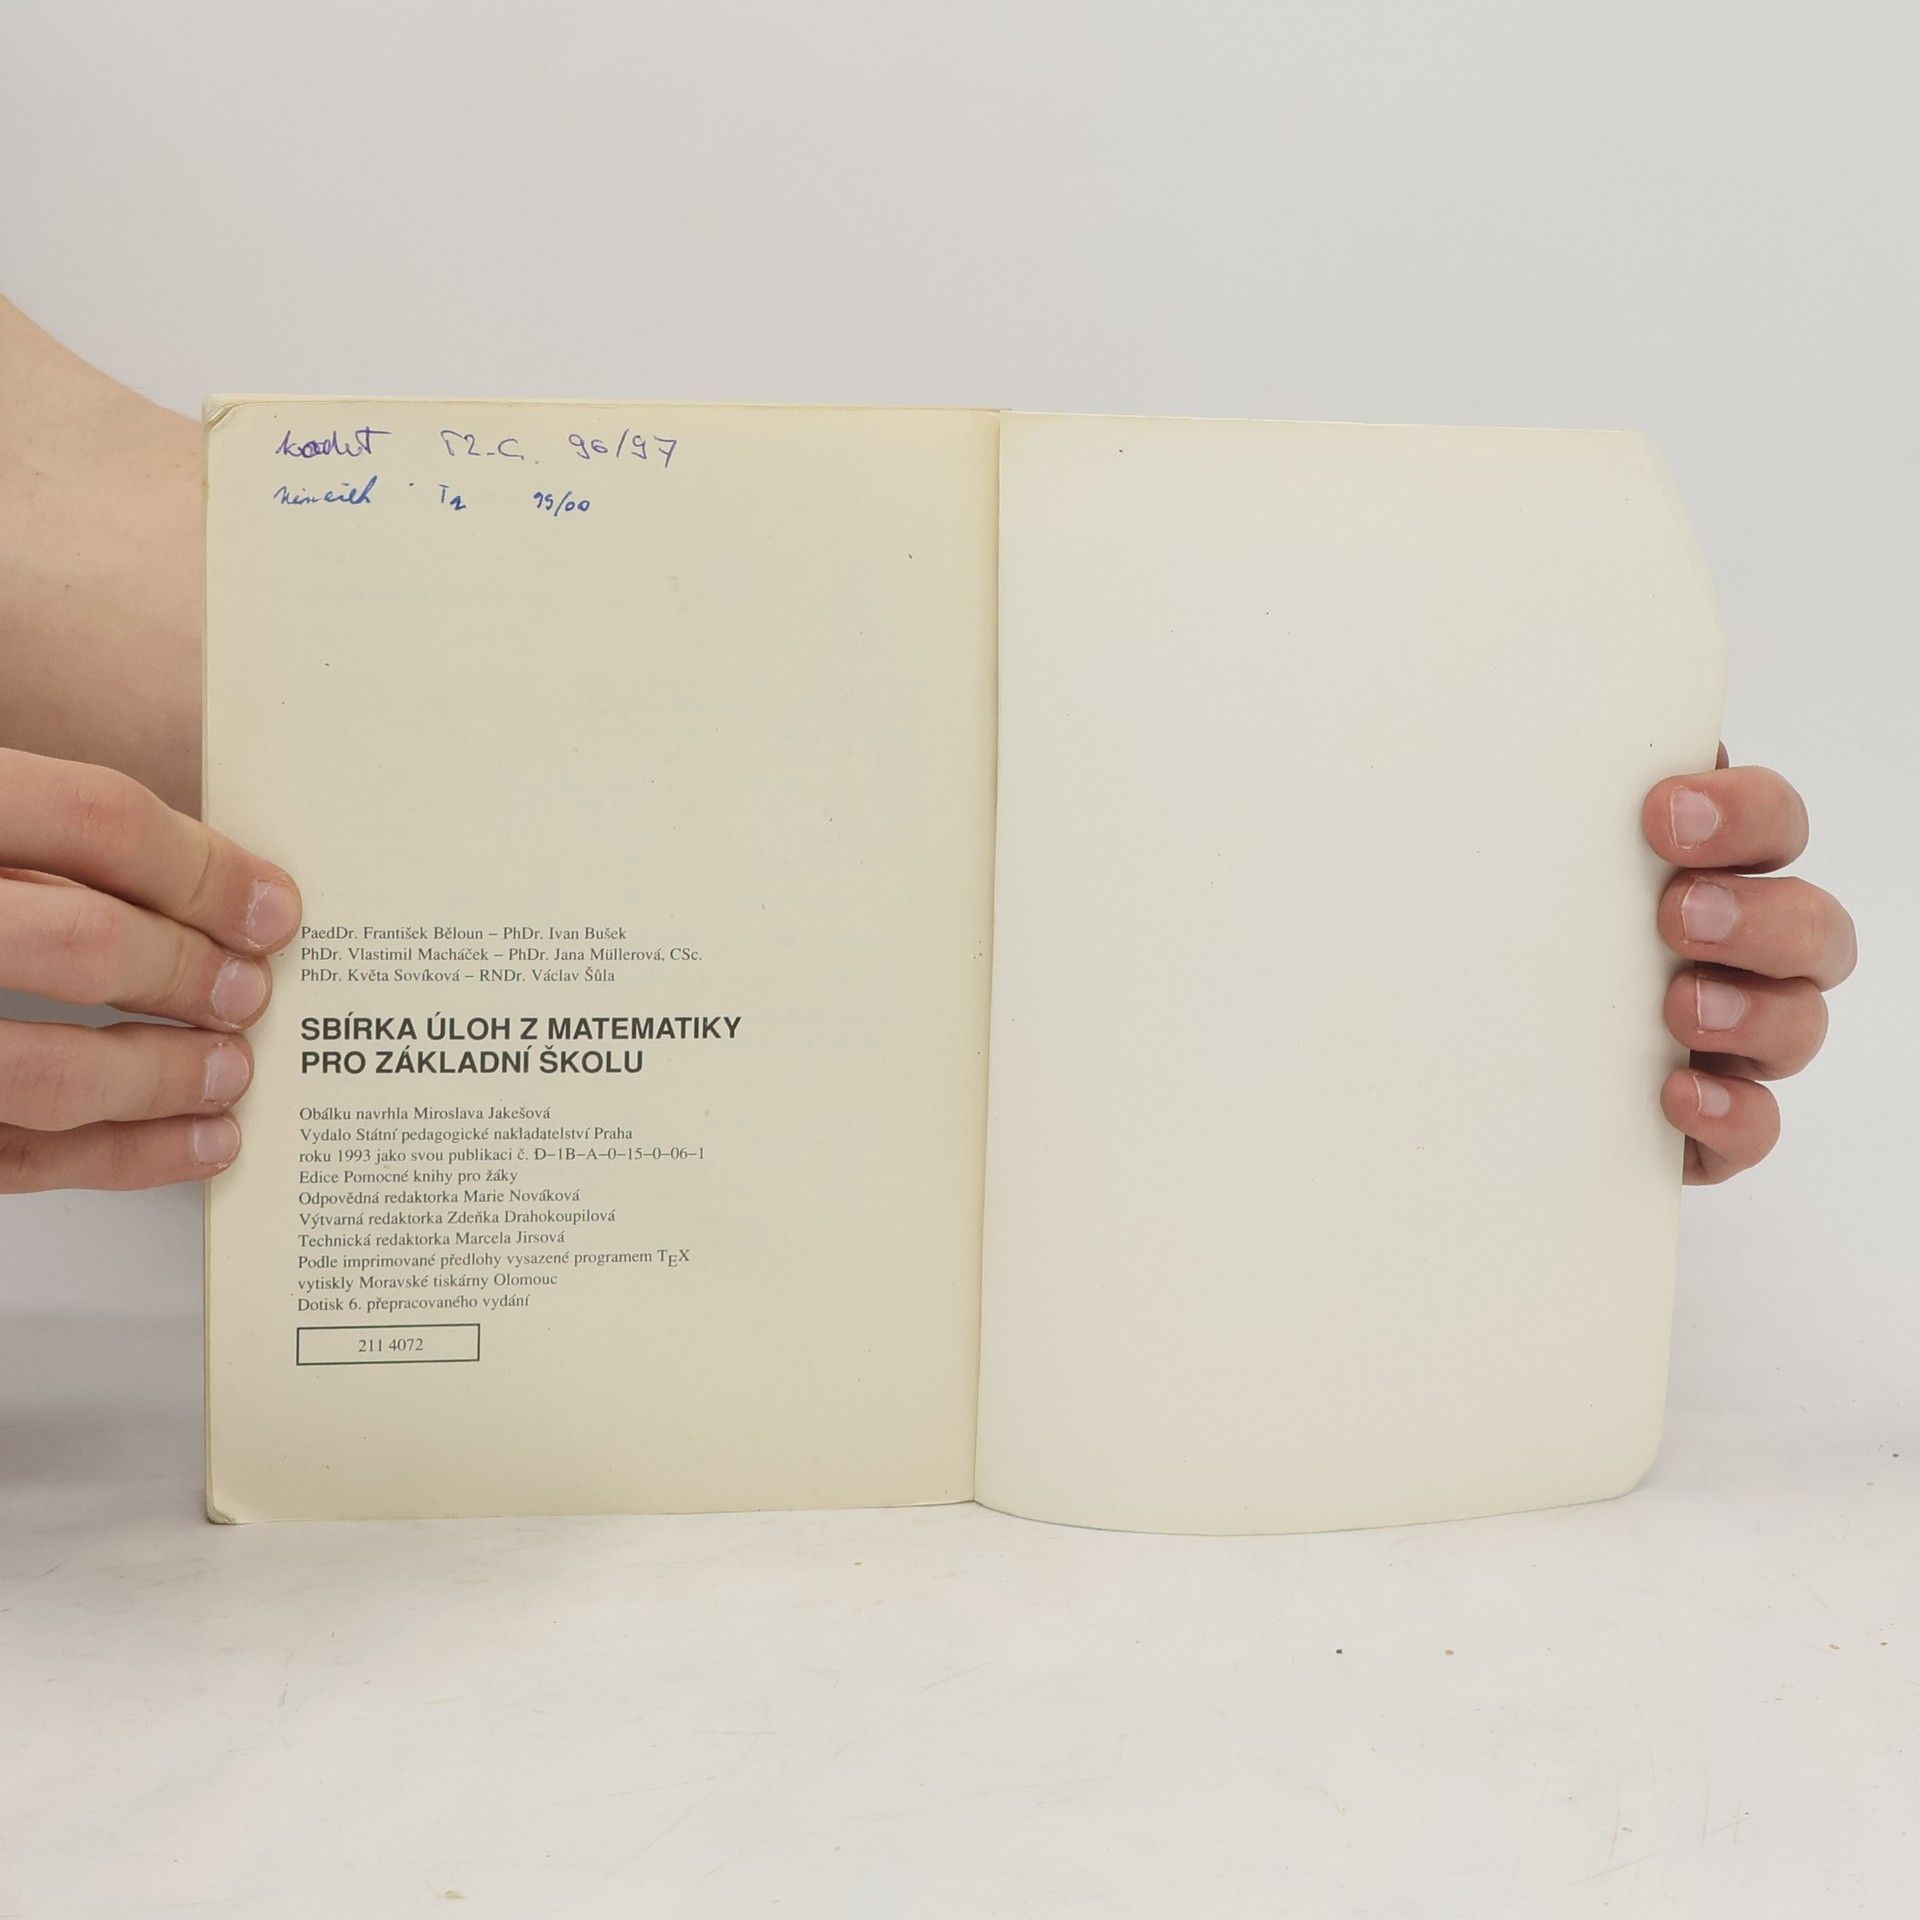 96/97
99/00
PaedDr. František Běloun – PhDr. Ivan Bušek
PhDr. Vlastimil Macháček – PhDr. Jana Müllerová, CSc.
PhDr. Květa Sovíková – RNDr. Václav Šůla
SBÍRKA ÚLOH Z MATEMATIKY
PRO ZÁKLADNÍ ŠKOLU
Obálku navrhla Miroslava Jakešová
Vydalo Státní pedagogické nakladatelství Praha
roku 1993 jako svou publikaci č. Đ–1B–A–0–15–0–06–1
Edice Pomocné knihy pro žáky
Odpovědná redaktorka Marie Nováková
Výtvarná redaktorka Zdeňka Drahokoupilová
Technická redaktorka Marcela Jirsová
Podle imprimované předlohy vysazené programem TEX
vytiskly Moravské tiskárny Olomouc
Dotisk 6. přepracovaného vydání
211 4072